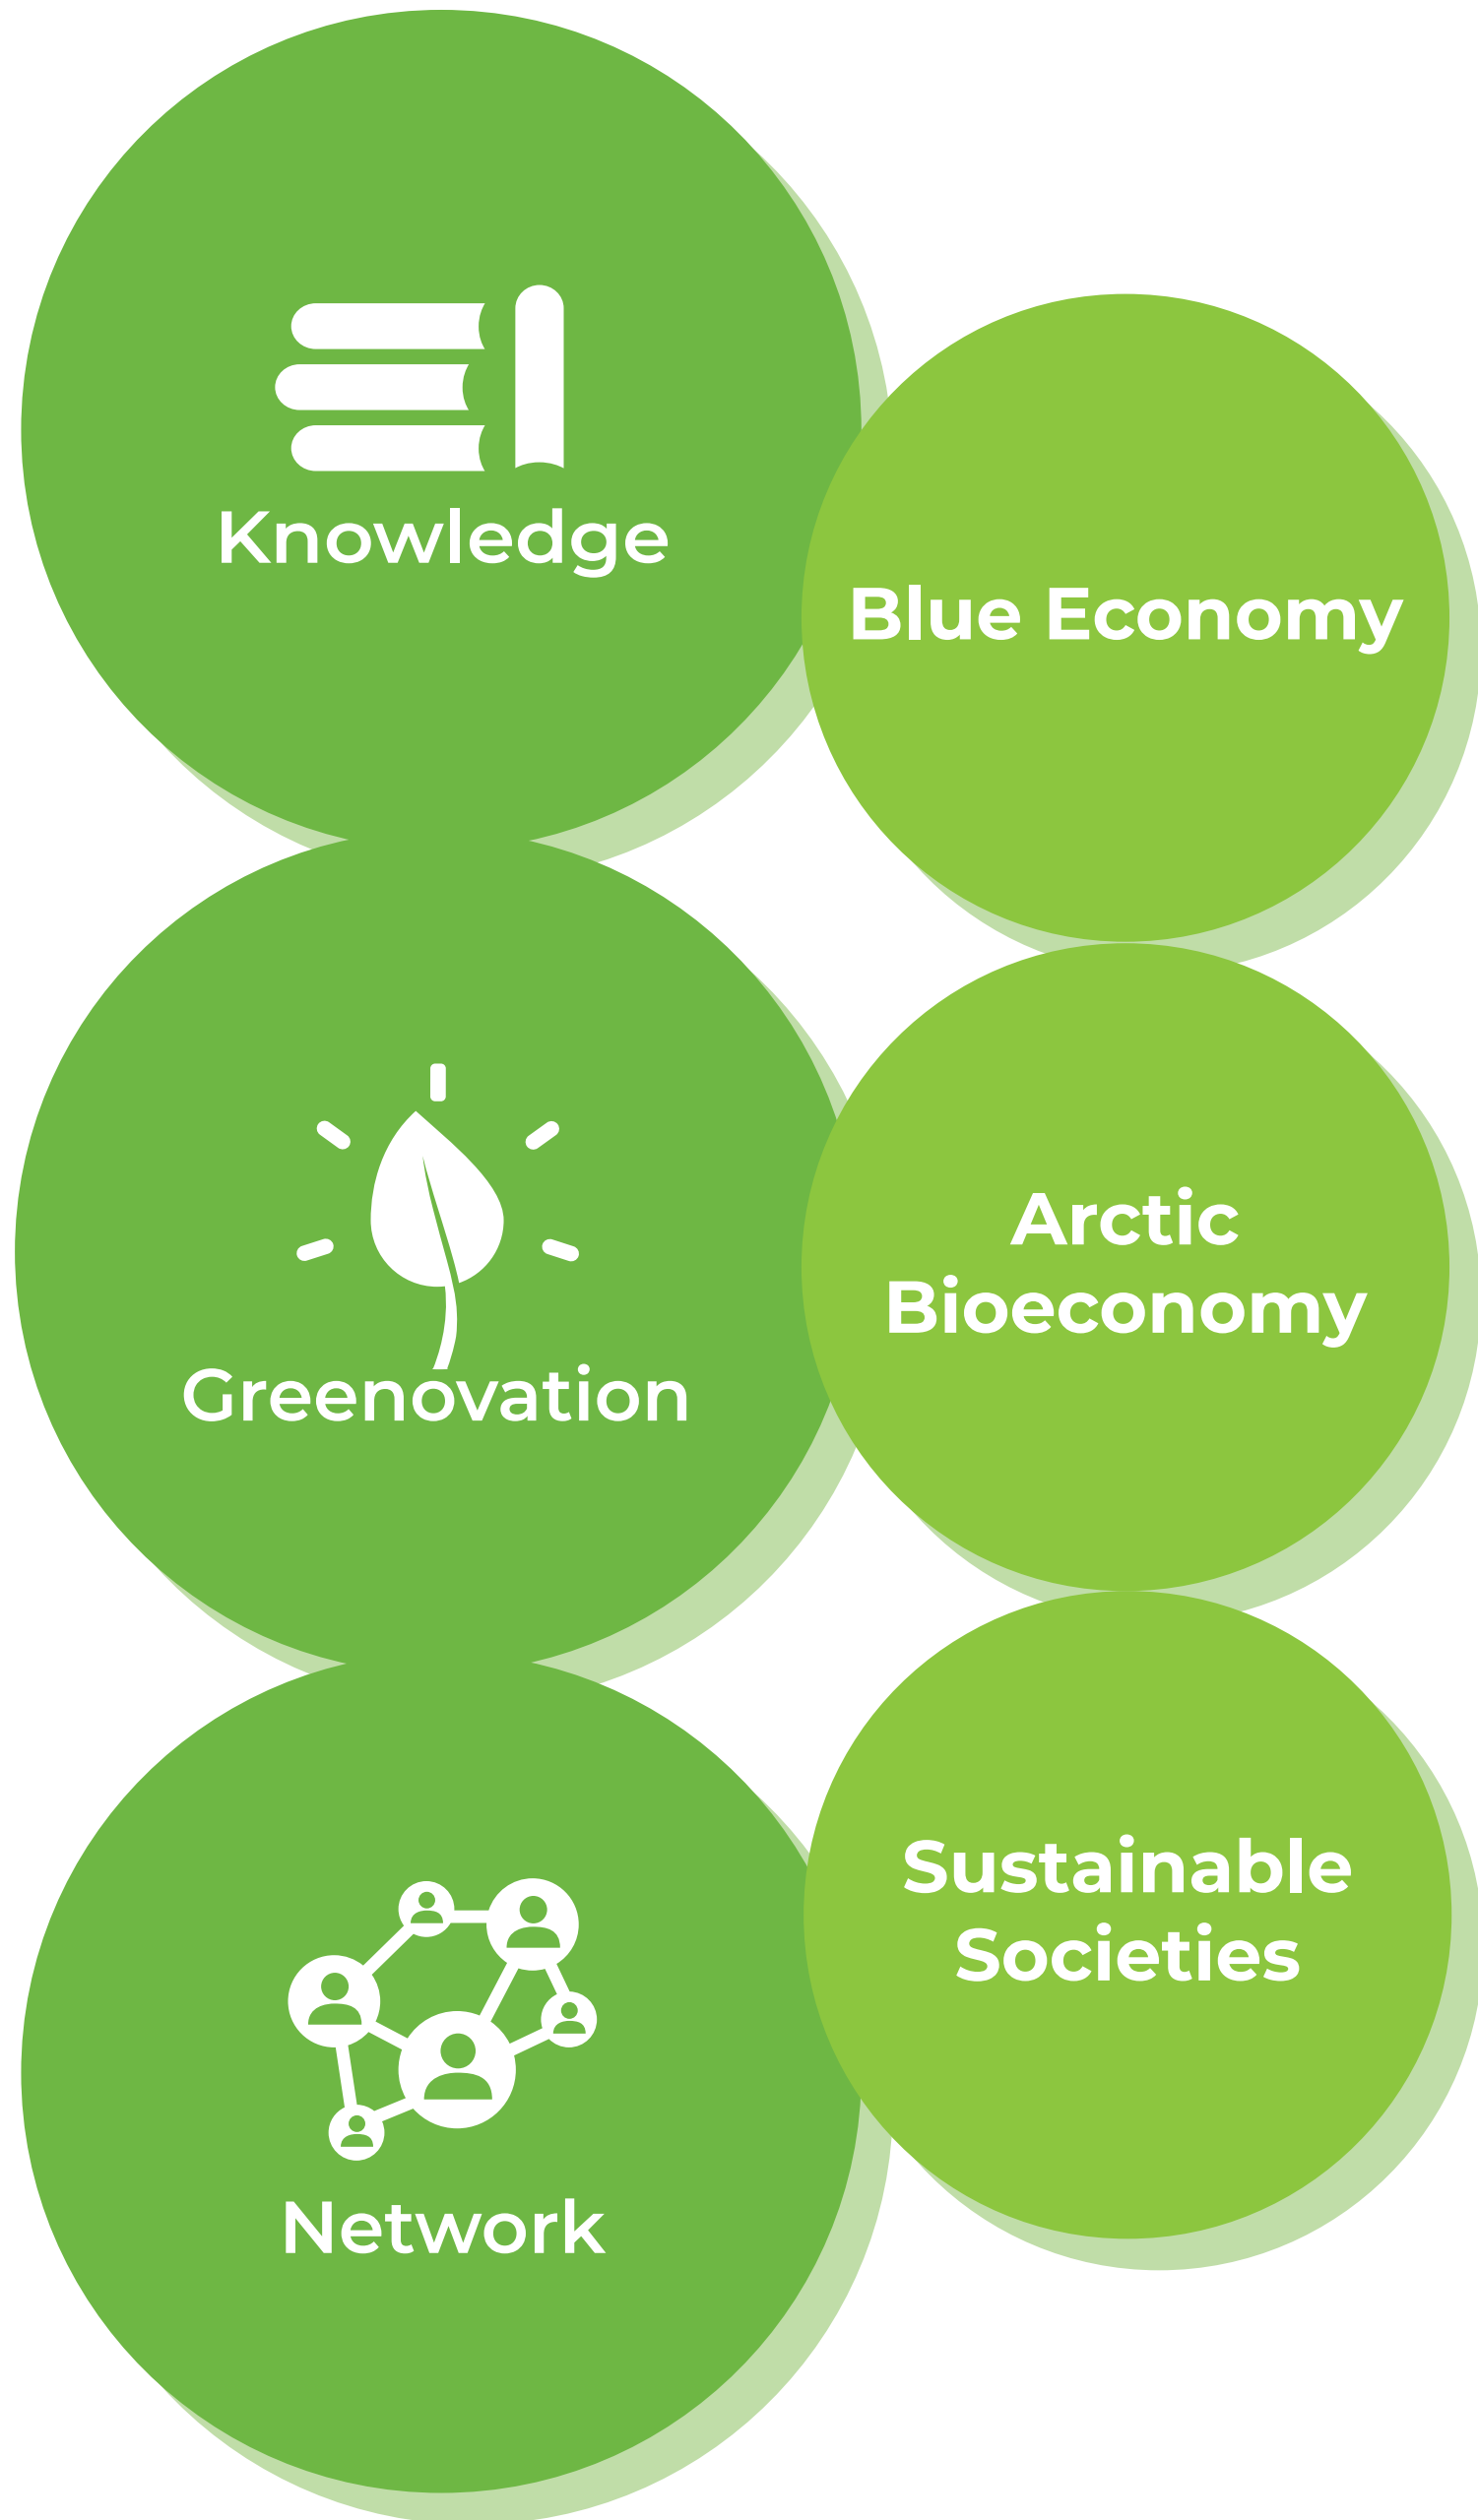 Knowledge
Blue Economy
Arctic
Bioeconomy
Greenovation
Sustainable
Societies
Network